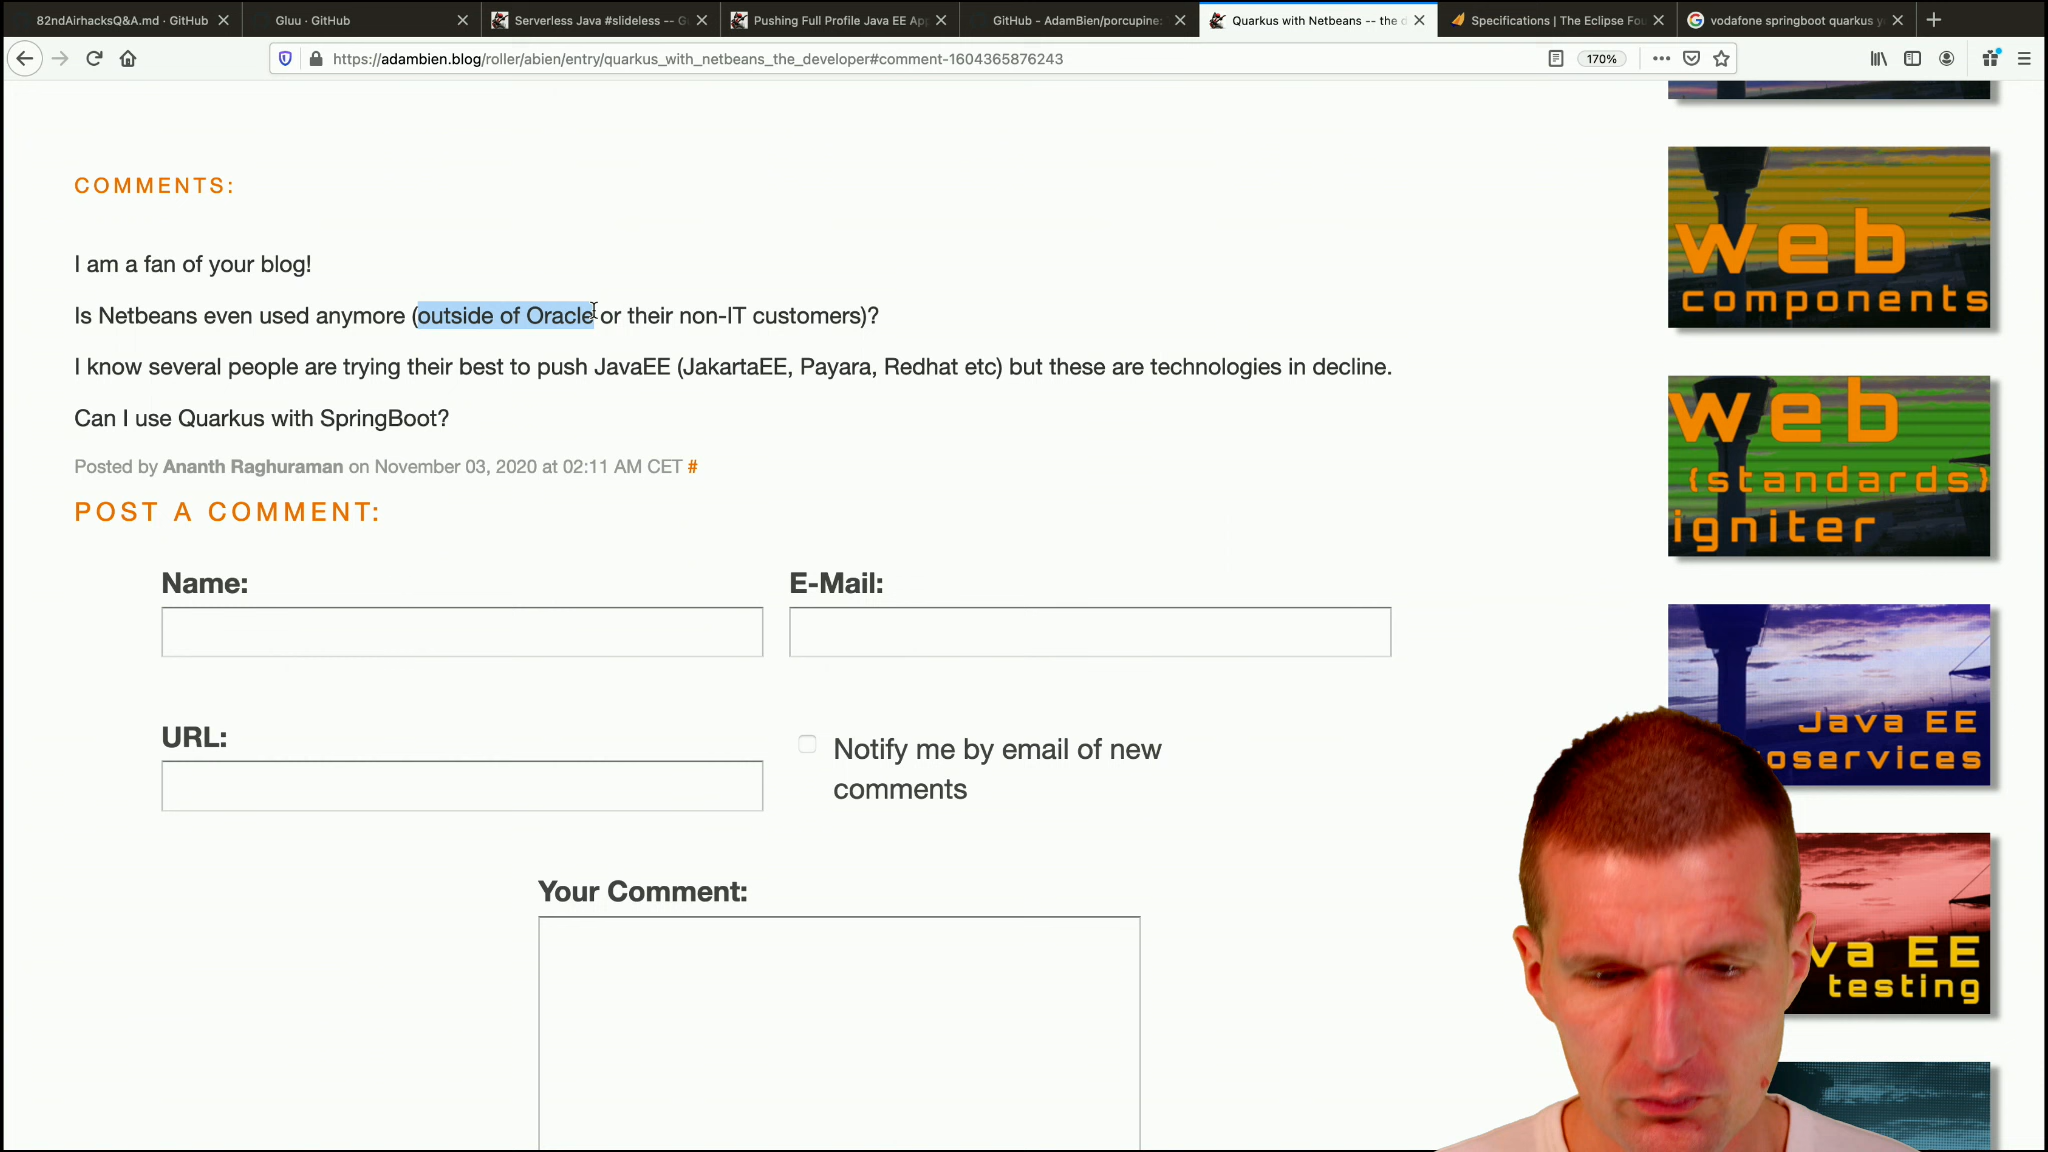 82ndAirhacksQ&A.md · GitHub
Gluu · GitHub
Serverless Java #slideless -- G
Pushing Full Profile Java EE Ap
GitHub - AdamBien/porcupine:
Quarkus with Netbeans -- the d
Specifications | The Eclipse Fou
vodafone springboot quarkus y
https://adambien.blog/roller/abien/entry/quarkus_with_netbeans_the_developer#comment-1604365876243
170%
COMMENTS:
I am a fan of your blog!
Is Netbeans even used anymore (outside of Oracle or their non-IT customers)?
I know several people are trying their best to push JavaEE (JakartaEE, Payara, Redhat etc) but these are technologies in decline.
Can I use Quarkus with SpringBoot?
Posted by Ananth Raghuraman on November 03, 2020 at 02:11 AM CET #
POST A COMMENT:
Name:
E-Mail:
URL:
Notify me by email of new
comments
Your Comment:
web
components
web
{standards}
igniter
Java EE
oservices
va EE
testing